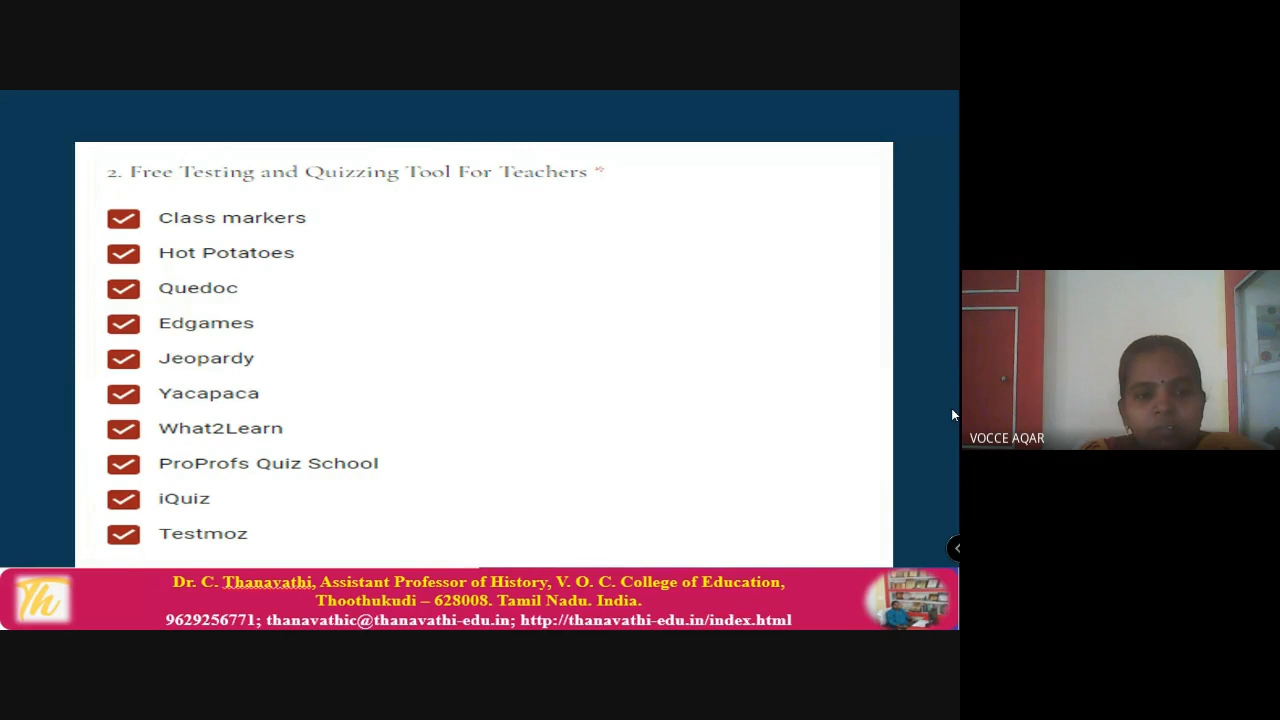 2. Free Testing and Quizzing Tool For Teachers *
Class markers
Hot Potatoes
Quedoc
Edgames
Jeopardy
Yacapaca
What2Learn
ProProfs Quiz School
iQuiz
Testmoz
Th
Dr. C. Thanavathi, Assistant Professor of History, V. O. C. College of Education,
Thoothukudi – 628008. Tamil Nadu. India.
9629256771; thanavathic@thanavathi-edu.in; http://thanavathi-edu.in/index.html
VOCCE AQAR